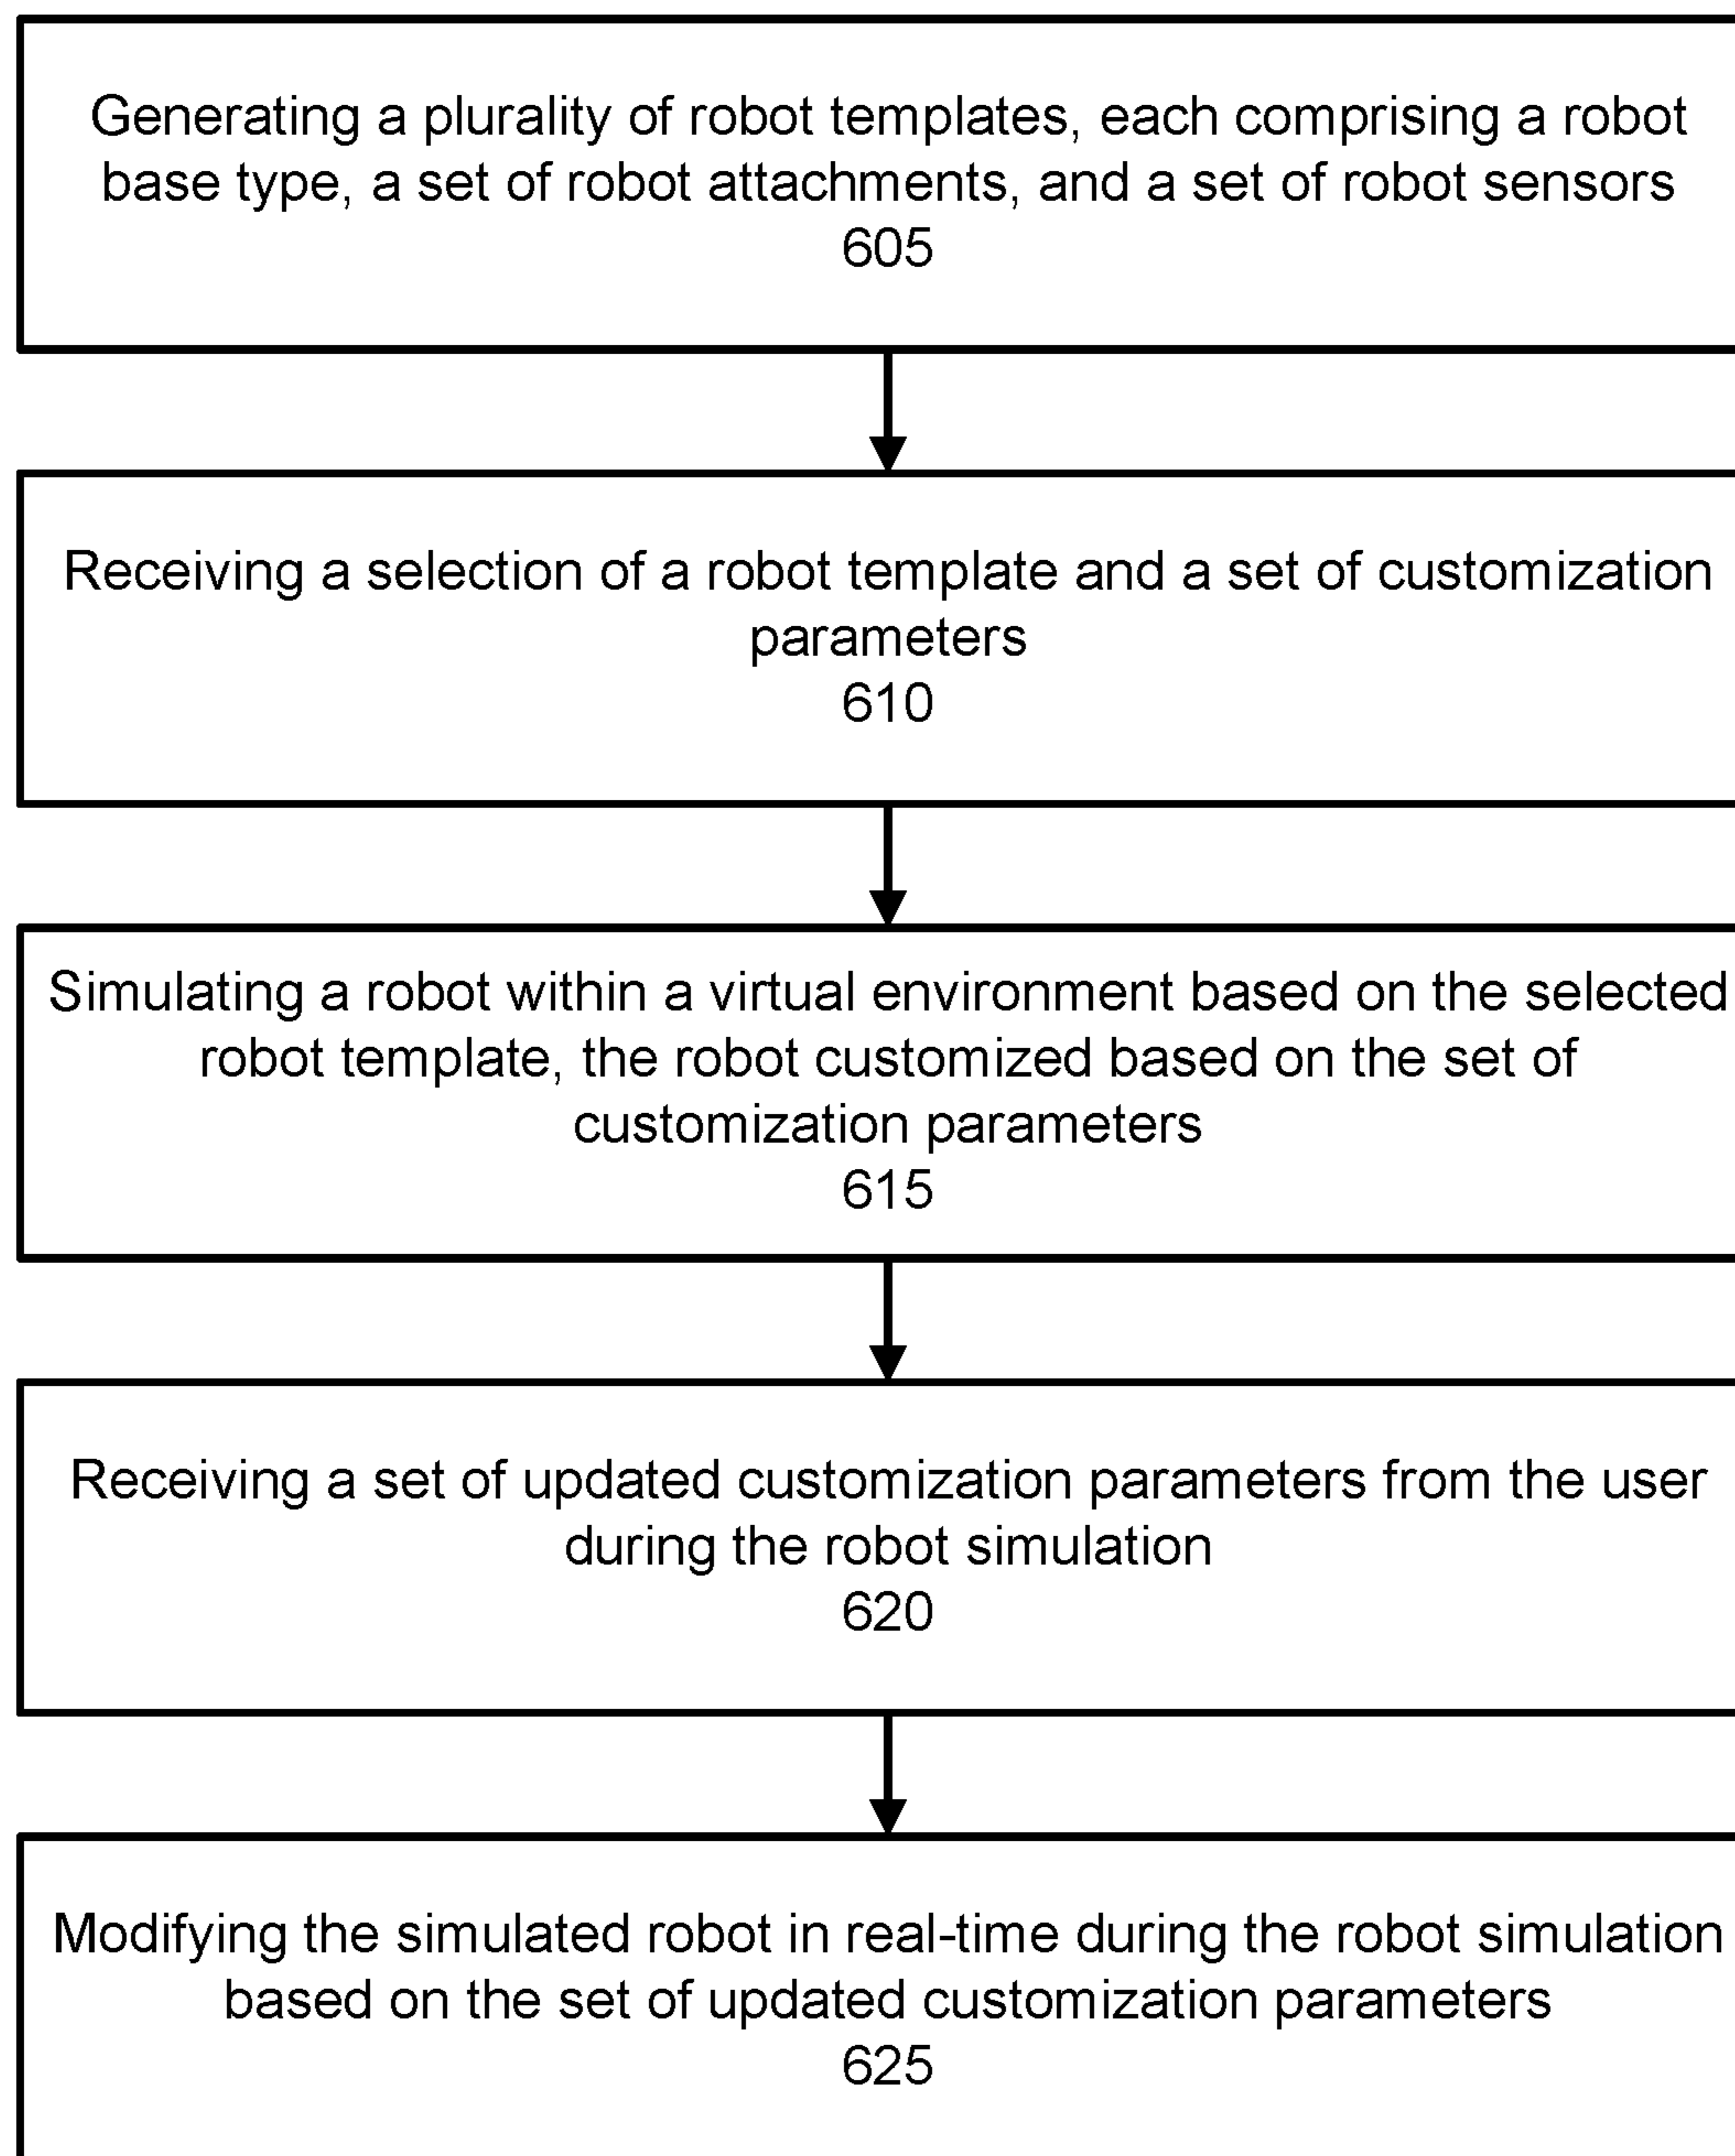 Generating a plurality of robot templates, each comprising a robot
base type, a set of robot attachments, and a set of robot sensors
605
Receiving a selection of a robot template and a set of customization
parameters
610
Simulating a robot within a virtual environment based on the selected
robot template, the robot customized based on the set of
customization parameters
615
Receiving a set of updated customization parameters from the user
during the robot simulation
620
Modifying the simulated robot in real-time during the robot simulation
based on the set of updated customization parameters
625